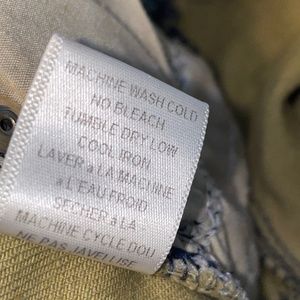 MACHINE WASH COLD
NO BLEACH
TUMBLE DRY LOW
COOL IRON
LAVER à LA MACHINE
à L'EAU FROID
SECHER à LA
MACHINE CYCLE DOU
NE PAS JAVELLISE